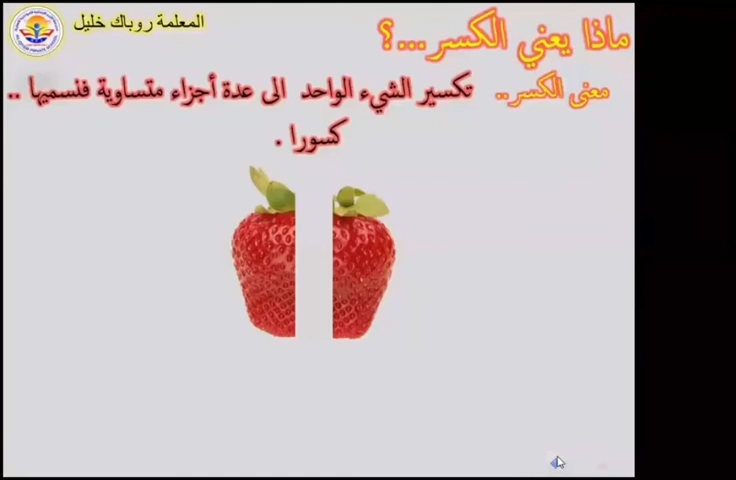 المعلمة روباك خليل
ماذا يعني الكسر...؟
معنى الكسر.. تكسير الشيء الواحد الى عدة أجزاء متساوية فنسميها ..
كسورا .